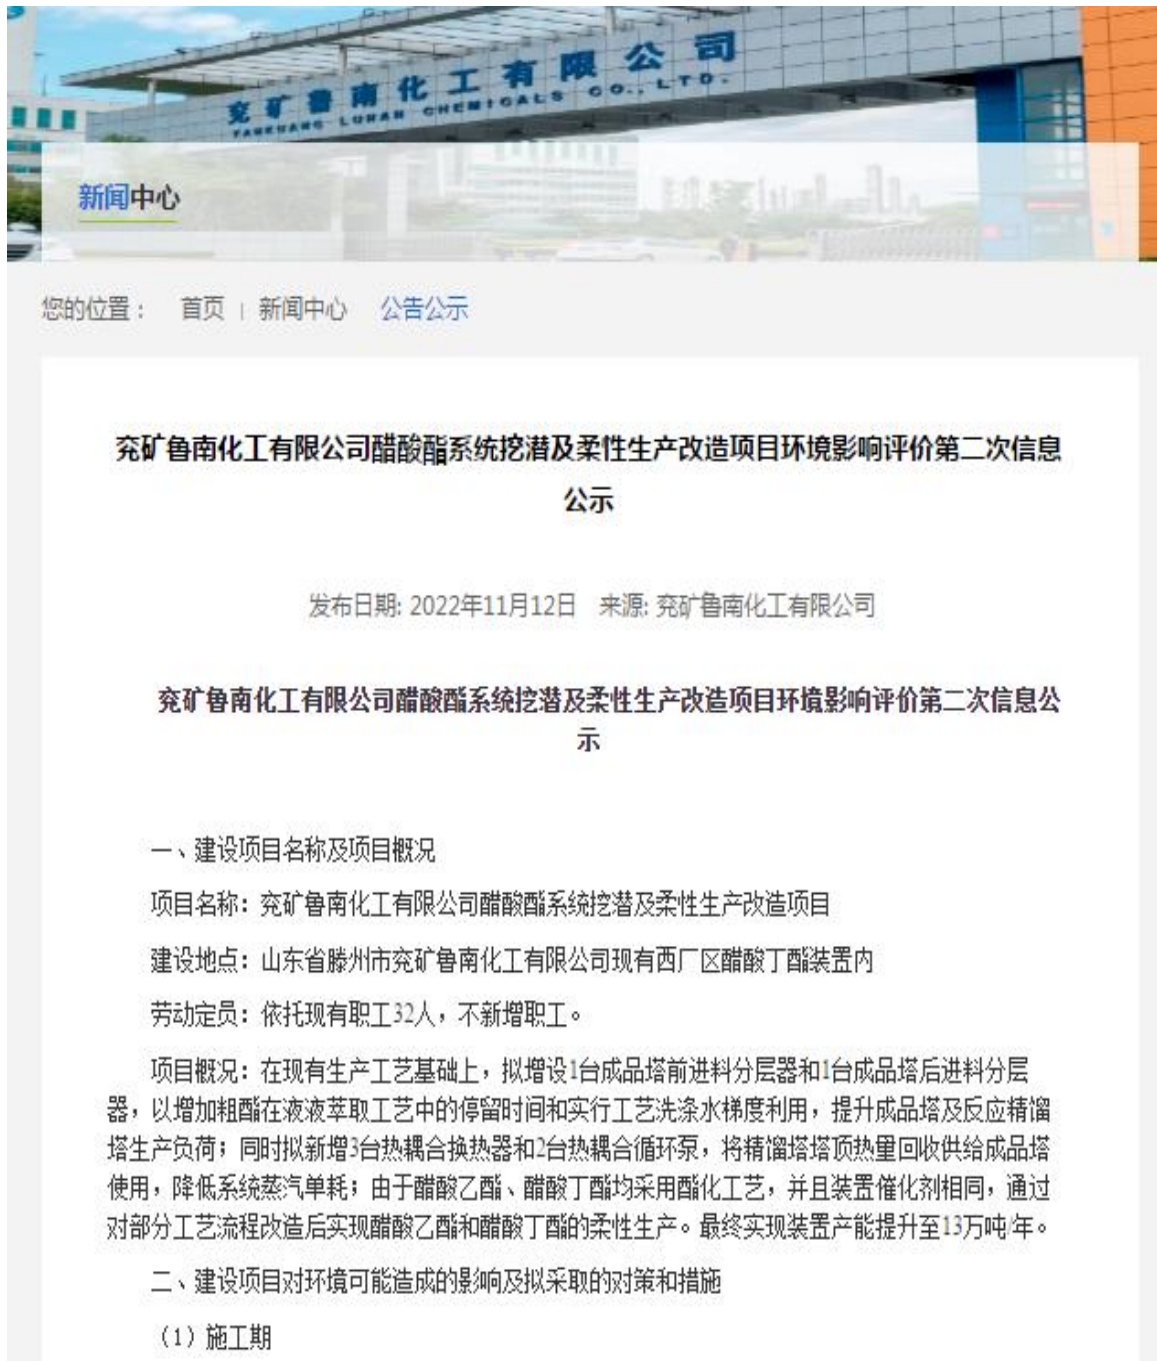 兖矿鲁南化工有限公司
YANKUANG LUNAN CHEMICALS CO., LTD.
新闻中心
您的位置： 首页 | 新闻中心 公告公示
兖矿鲁南化工有限公司醋酸酯系统挖潜及柔性生产改造项目环境影响评价第二次信息
公示
发布日期: 2022年11月12日 来源: 兖矿鲁南化工有限公司
兖矿鲁南化工有限公司醋酸酯系统挖潜及柔性生产改造项目环境影响评价第二次信息公
示
一、建设项目名称及项目概况
项目名称：兖矿鲁南化工有限公司醋酸酯系统挖潜及柔性生产改造项目
建设地点：山东省滕州市兖矿鲁南化工有限公司现有西厂区醋酸丁酯装置内
劳动定员：依托现有职工32人，不新增职工。
项目概况：在现有生产工艺基础上，拟增设1台成品塔前进料分层器和1台成品塔后进料分层
器，以增加粗酯在液液萃取工艺中的停留时间和实行工艺洗涤水梯度利用，提升成品塔及反应精馏
塔生产负荷；同时拟新增3台热耦合换热器和2台热耦合循环泵，将精馏塔塔顶热量回收供给成品塔
使用，降低系统蒸汽单耗；由于醋酸乙酯、醋酸丁酯均采用酯化工艺，并且装置催化剂相同，通过
对部分工艺流程改造后实现醋酸乙酯和醋酸丁酯的柔性生产。最终实现装置产能提升至13万吨/年。
二、建设项目对环境可能造成的影响及拟采取的对策和措施
（1）施工期